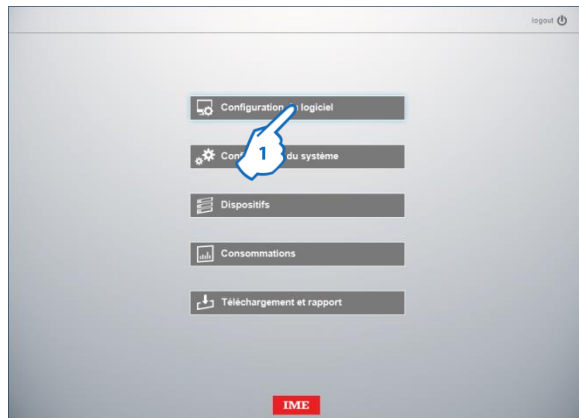 logout
Configuration logiciel
1
du système
Dispositifs
Consommations
Téléchargement et rapport
IME